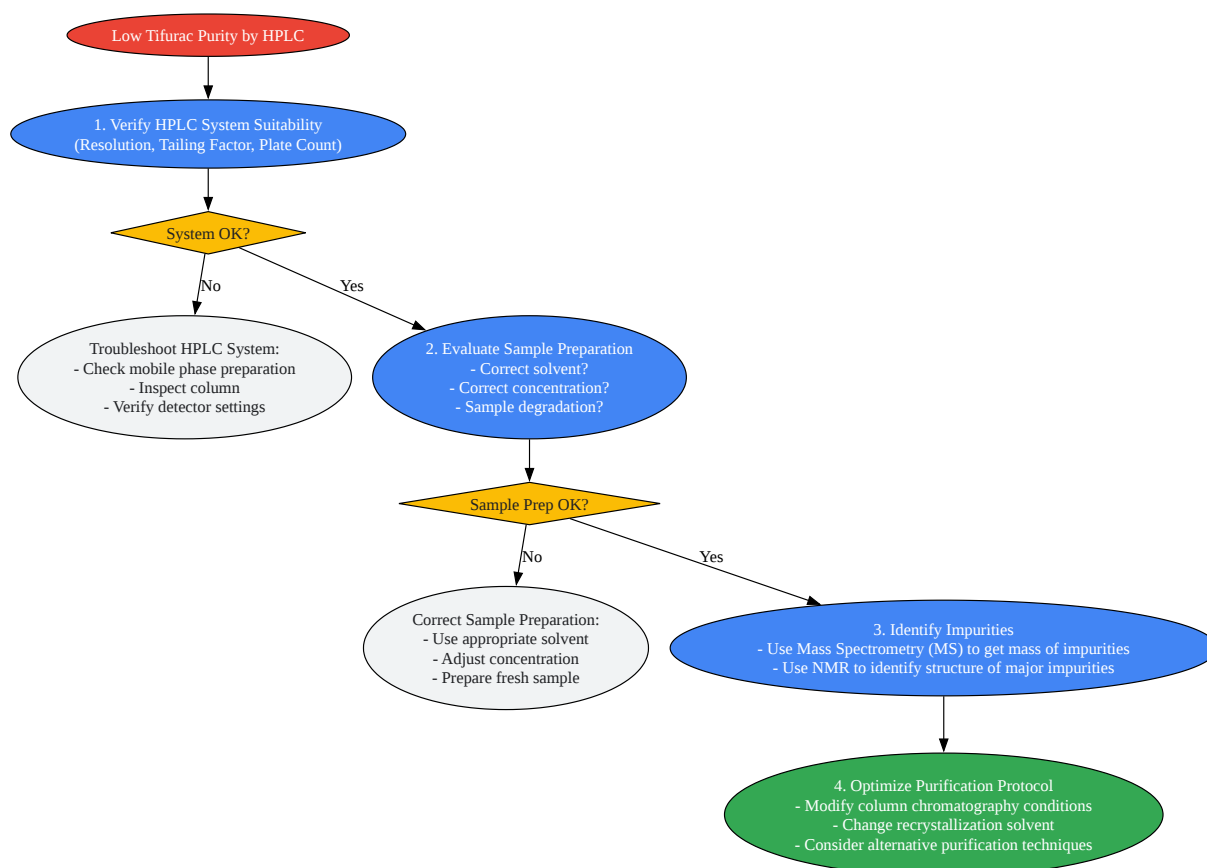 Low Tifurac Purity by HPLC
1. Verify HPLC System Suitability
(Resolution, Tailing Factor, Plate Count)
System OK?
No
Yes
Troubleshoot HPLC System:
- Check mobile phase preparation
- Inspect column
- Verify detector settings
2. Evaluate Sample Preparation
- Correct solvent?
- Correct concentration?
- Sample degradation?
Sample Prep OK?
No
Yes
Correct Sample Preparation:
- Use appropriate solvent
- Adjust concentration
- Prepare fresh sample
3. Identify Impurities
- Use Mass Spectrometry (MS) to get mass of impurities
- Use NMR to identify structure of major impurities
4. Optimize Purification Protocol
- Modify column chromatography conditions
- Change recrystallization solvent
- Consider alternative purification techniques